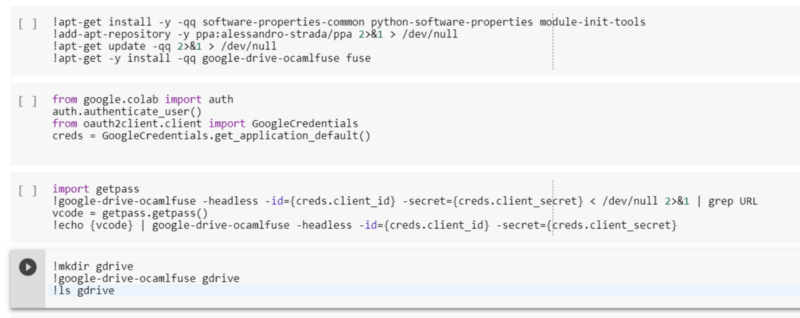 [ ] !apt-get install -y -qq software-properties-common python-software-properties module-init-tools
!add-apt-repository -y ppa:alessandro-strada/ppa 2>&1 > /dev/null
!apt-get update -qq 2>&1 > /dev/null
!apt-get -y install -qq google-drive-ocamlfuse fuse
[ ] from google.colab import auth
auth.authenticate_user()
from oauth2client.client import GoogleCredentials
creds = GoogleCredentials.get_application_default()
[ ] import getpass
!google-drive-ocamlfuse -headless -id={creds.client_id} -secret={creds.client_secret} < /dev/null 2>&1 | grep URL
vcode = getpass.getpass()
!echo {vcode} | google-drive-ocamlfuse -headless -id={creds.client_id} -secret={creds.client_secret}
!mkdir gdrive
!google-drive-ocamlfuse gdrive
!ls gdrive